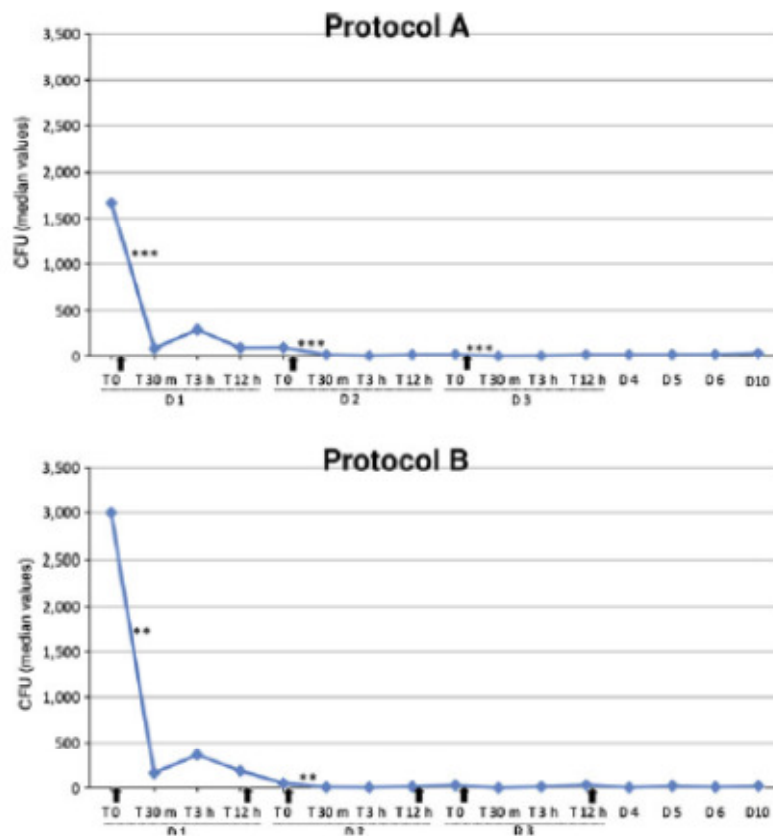 Protocol A
3,500
3,000
2,500
2,000
1,500
1,000
500
0
CFU (median values)
***
***
***
T0 T30 m T3 h T12 h T0 T30 m T3 h T12 h T0 T30 m T3 h T12 h D4 D5 D6 D10
D1 D2 D3
Protocol B
3,500
3,000
2,500
2,000
1,500
1,000
500
0
CFU (median values)
**
**
T0 T30 m T3 h T12 h T0 T30 m T3 h T12 h T0 T30 m T3 h T12 h D4 D5 D6 D10
D1 D2 D3